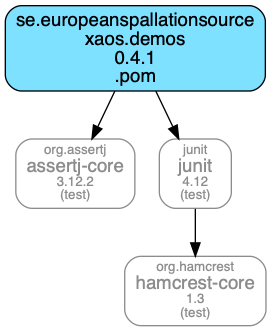 se.europeanspallationsource
xaos.demos
0.4.1
.pom
org.assertj
assertj-core
3.12.2
(test)
junit
junit
4.12
(test)
org.hamcrest
hamcrest-core
1.3
(test)